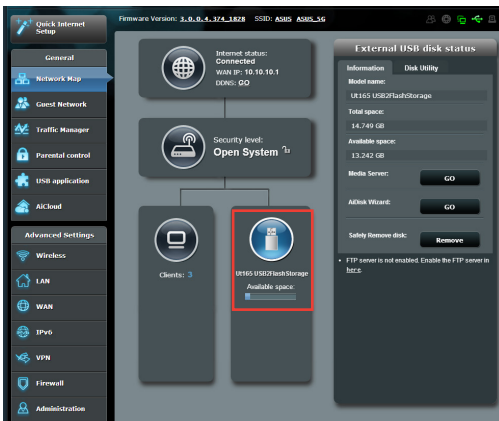 Quick Internet
Setup
Firmware Version: 3.0.0.4.374_1828 SSID: ASUS ASUS_5G
General
Network Map
Guest Network
Traffic Manager
Parental control
USB application
AiCloud
Advanced Settings
Wireless
LAN
WAN
IPv6
VPN
Firewall
Administration
Internet status:
Connected
WAN IP: 10.10.10.1
DDNS: GO
Security level:
Open System
Clients: 3
Ut165 USB2FlashStorage
Available space:
External USB disk status
Information Disk Utility
Model name:
Ut165 USB2FlashStorage
Total space:
14.749 GB
Available space:
13.242 GB
Media Server: GO
AiDisk Wizard: GO
Safely Remove disk: Remove
• FTP server is not enabled. Enable the FTP server in
here.